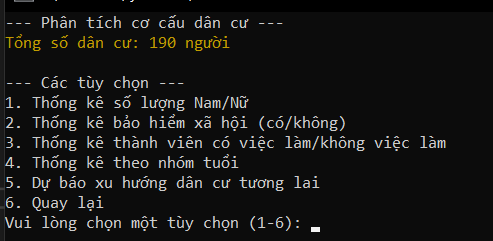 --- Phân tích cơ cấu dân cư ---
Tổng số dân cư: 190 người
--- Các tùy chọn ---
1. Thống kê số lượng Nam/Nữ
2. Thống kê bảo hiểm xã hội (có/không)
3. Thống kê thành viên có việc làm/không việc làm
4. Thống kê theo nhóm tuổi
5. Dự báo xu hướng dân cư tương lai
6. Quay lại
Vui lòng chọn một tùy chọn (1-6):